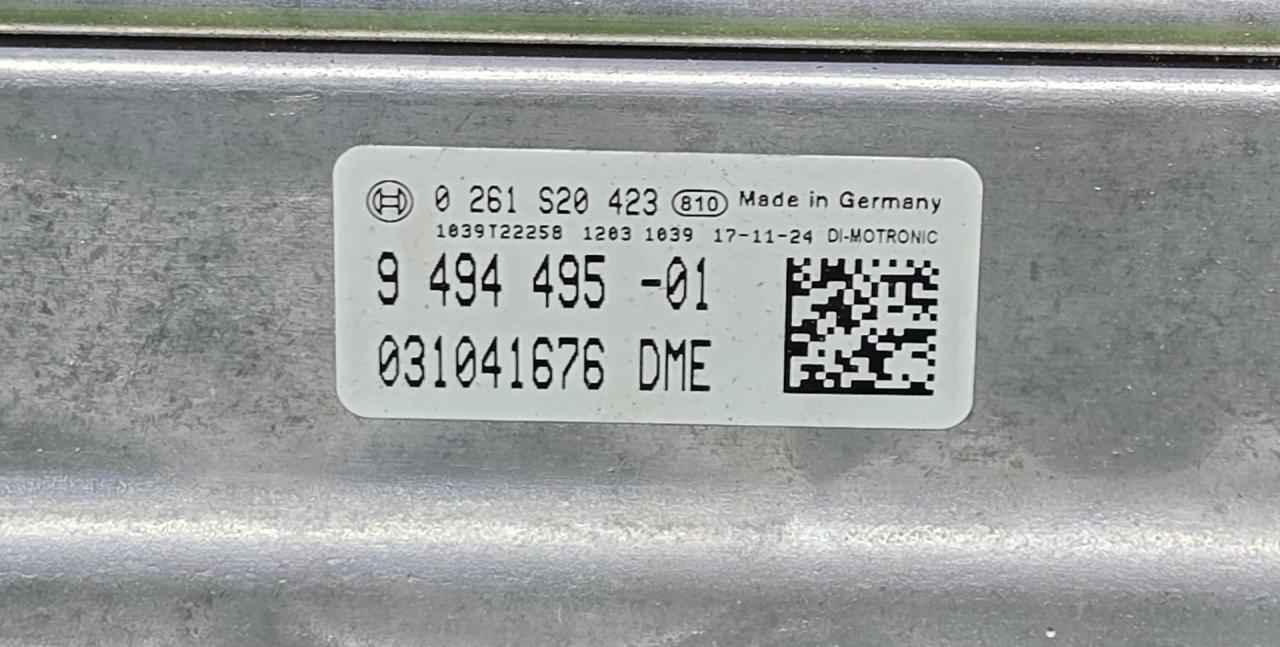 0 261 S20 423 810 Made in Germany
1039T22258 1203 1039 17-11-24 DI-MOTRONIC
9 494 495 -01
031041676 DME